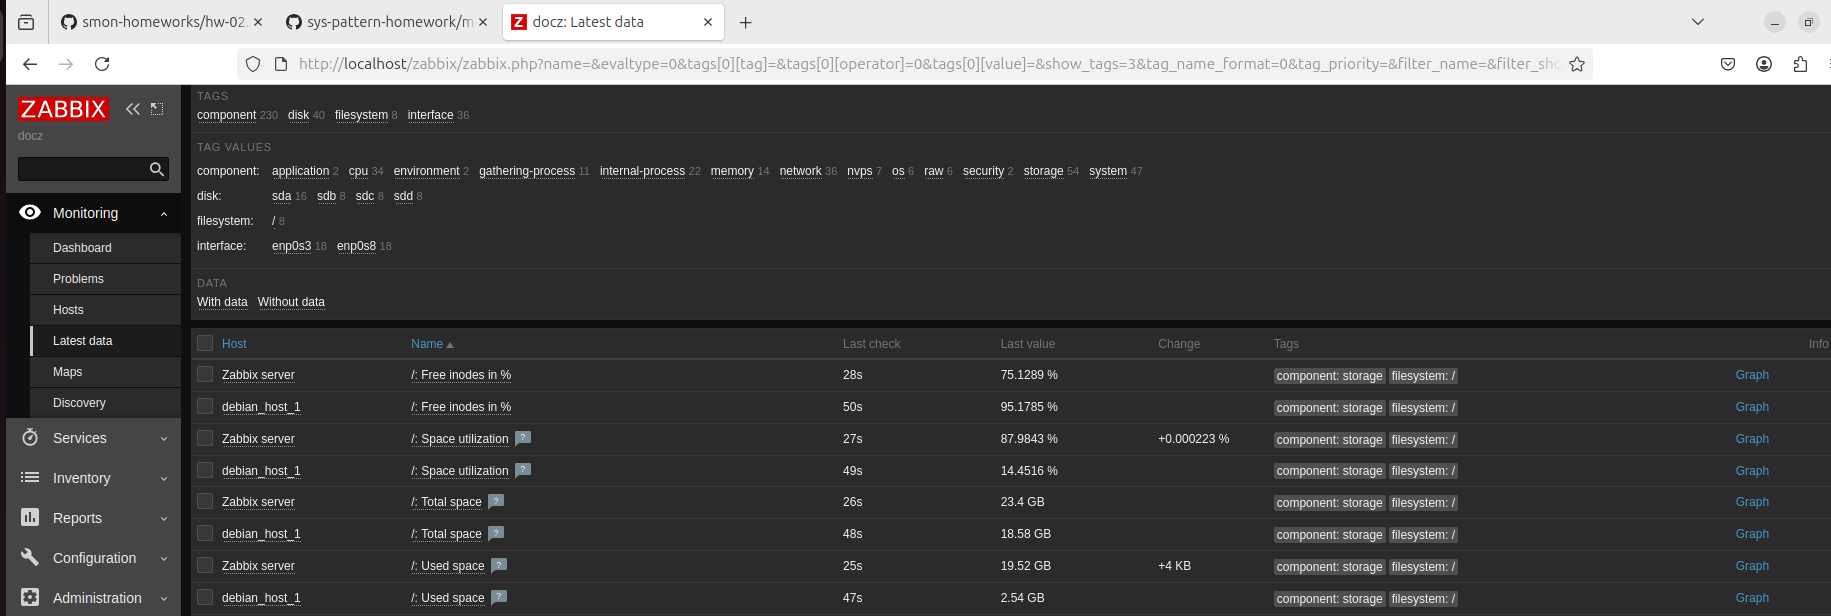 smon-homeworks/hw-02. sys-pattern-homework/m Z docz: Latest data
http://localhost/zabbix/zabbix.php?name=&evaltype=0&tags[0][tag]=&tags[0][operator]=0&tags[0][value]=&show_tags=3&tag_name_format=0&tag_priority=&filter_name=&filter_sho
ZABBIX
docz
Monitoring
Dashboard
Problems
Hosts
Latest data
Maps
Discovery
Services
Inventory
Reports
Configuration
Administration
TAGS
component 230 disk 40 filesystem 8 interface 36
TAG VALUES
component: application 2 cpu 34 environment 2 gathering-process 11 internal-process 22 memory 14 network 36 nvps 7 os 6 raw 6 security 2 storage 54 system 47
disk: sda 16 sdb 8 sdc 8 sdd 8
filesystem: / 8
interface: enp0s3 18 enp0s8 18
DATA
With data Without data
Host Name Last check Last value Change Tags Info
Zabbix server /: Free inodes in % 28s 75.1289 % component: storage filesystem: / Graph
debian_host_1 /: Free inodes in % 50s 95.1785 % component: storage filesystem: / Graph
Zabbix server /: Space utilization ? 27s 87.9843 % +0.000223 % component: storage filesystem: / Graph
debian_host_1 /: Space utilization ? 49s 14.4516 % component: storage filesystem: / Graph
Zabbix server /: Total space ? 26s 23.4 GB component: storage filesystem: / Graph
debian_host_1 /: Total space ? 48s 18.58 GB component: storage filesystem: / Graph
Zabbix server /: Used space ? 25s 19.52 GB +4 KB component: storage filesystem: / Graph
debian_host_1 /: Used space ? 47s 2.54 GB component: storage filesystem: / Graph